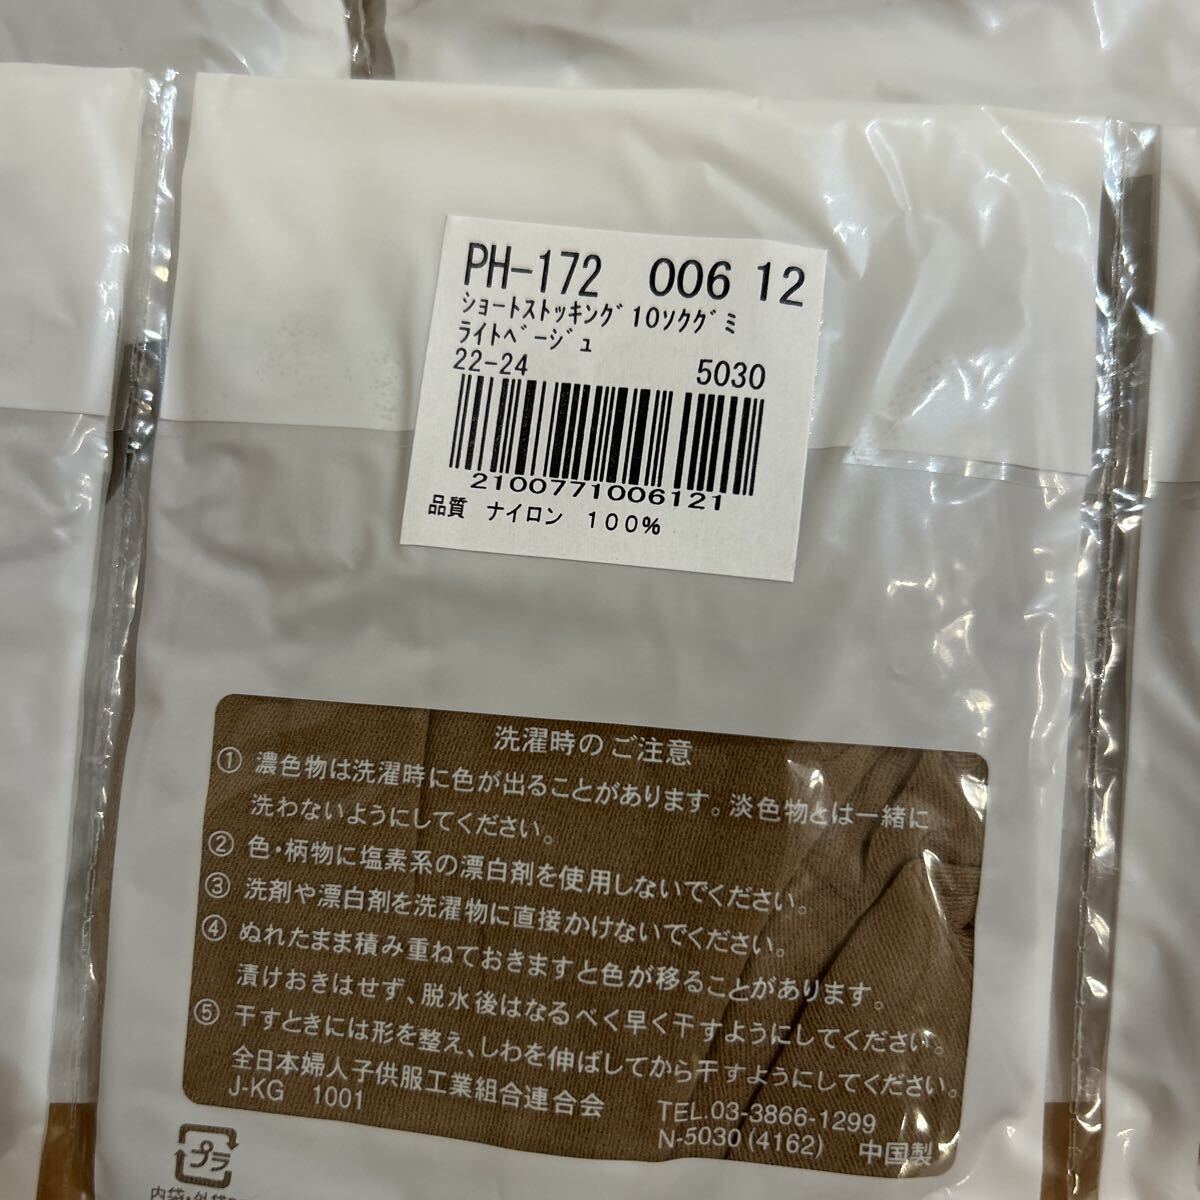 PH-172 006 12
ｼｮｰﾄｽﾄｯｷﾝｸﾞ10ｿｸｸﾞﾐ
ﾗｲﾄﾍﾞｰｼﾞｭ
22-24 5030
2100771006121
品質 ナイロン 100%
洗濯時のご注意
① 濃色物は洗濯時に色が出ることがあります。淡色物とは一緒に
洗わないようにしてください。
② 色・柄物に塩素系の漂白剤を使用しないでください。
③ 洗剤や漂白剤を洗濯物に直接かけないでください。
④ ぬれたまま積み重ねておきますと色が移ることがあります。
漬けおきはせず、脱水後はなるべく早く干すようにしてください。
⑤ 干すときには形を整え、しわを伸ばしてから干すようにしてください。
全日本婦人子供服工業組合連合会
J-KG 1001 TEL.03-3866-1299
N-5030(4162) 中国製
プラ
内袋・外袋